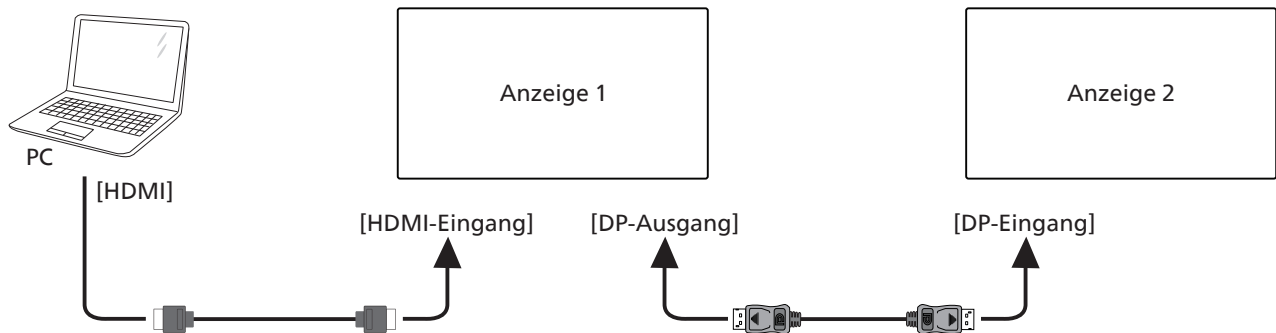 Anzeige 1
Anzeige 2
PC
[HDMI]
[HDMI-Eingang]
[DP-Ausgang]
[DP-Eingang]